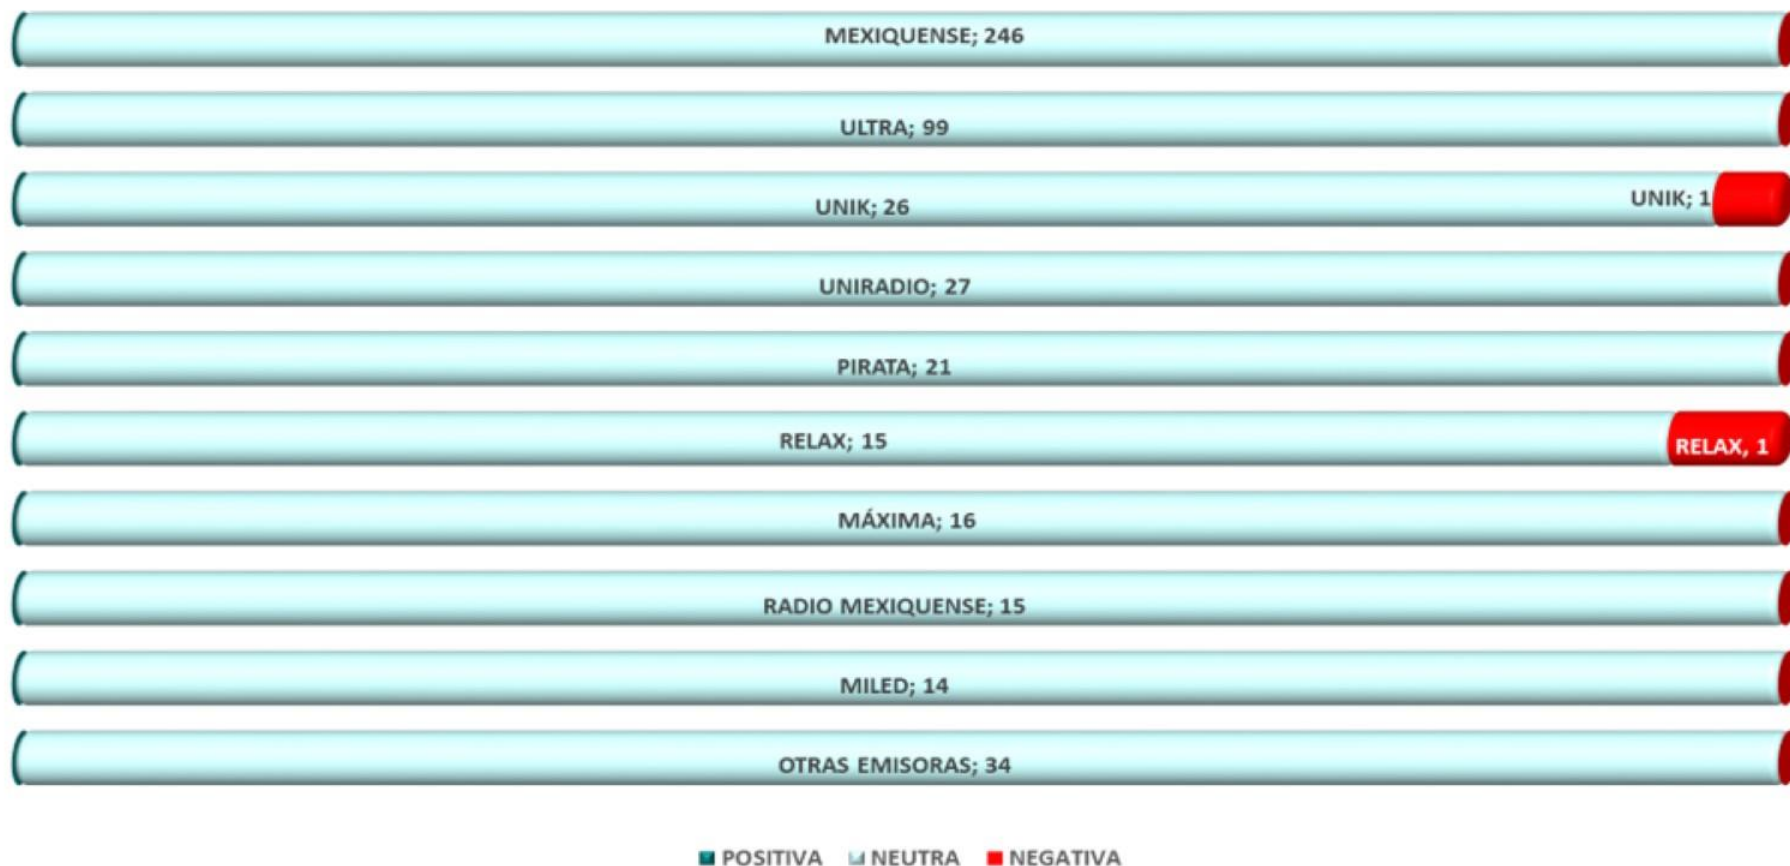 MEXIQUENSE; 246
ULTRA; 99
UNIK; 26
UNIK; 1
UNIRADIO; 27
PIRATA; 21
RELAX; 15
RELAX, 1
MÁXIMA; 16
RADIO MEXIQUENSE; 15
MILED; 14
OTRAS EMISORAS; 34
POSITIVA NEUTRA NEGATIVA